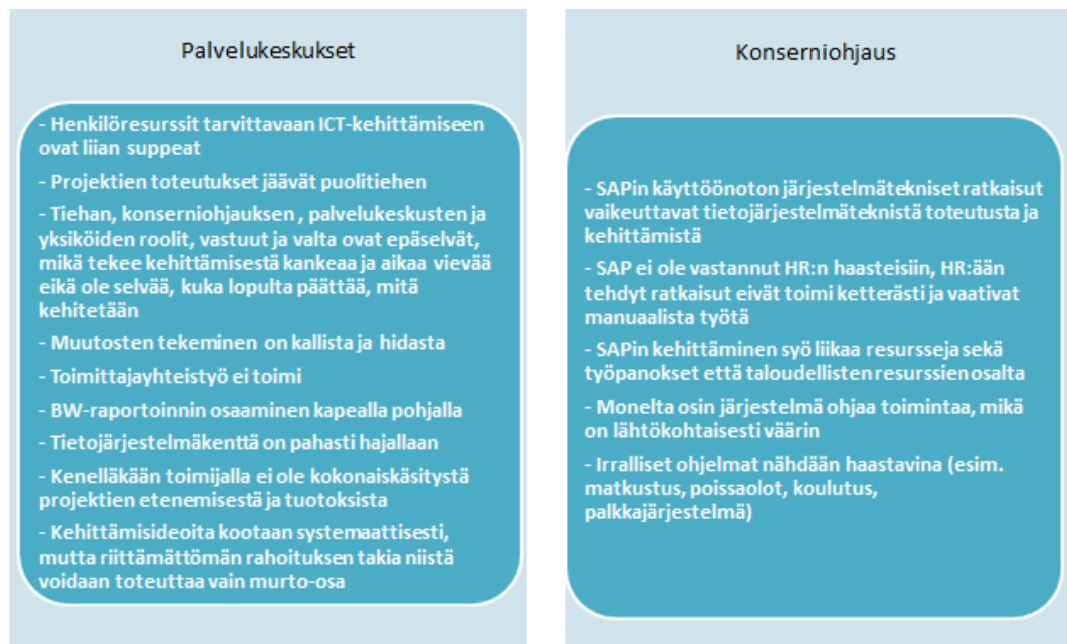 Palvelukeskukset
- Henkilöresurssit tarvittavaan ICT-kehittämiseen
ovat liian suppeat
- Projektien toteutukset jäävät puolitiehen
- Tiehan, konserniohjauksen , palvelukeskusten ja
yksiköiden roolit, vastuut ja valta ovat epäselvät,
mikä tekee kehittämisestä kankeaa ja aikaa vievää
eikä ole selvää, kuka lopulta päättää, mitä
kehitetään
- Muutosten tekeminen on kallista ja hidasta
- Toimittajayhteistyö ei toimi
- BW-raportoinnin osaaminen kapealla pohjalla
- Tietojärjestelmäkenttä on pahasti hajallaan
- Kenelläkään toimijalla ei ole kokonaiskäsitystä
projektien etenemisestä ja tuotoksista
- Kehittämisideoita kootaan systemaattisesti,
mutta riittämättömän rahoituksen takia niistä
voidaan toteuttaa vain murto-osa
Konserniohjaus
- SAPin käyttöönoton järjestelmätekniset ratkaisut
vaikeuttavat tietojärjestelmäteknistä toteutusta ja
kehittämistä
- SAP ei ole vastannut HR:n haasteisiin, HR:ään
tehdyt ratkaisut eivät toimi ketterästi ja vaativat
manuaalista työtä
- SAPin kehittäminen syö liikaa resursseja sekä
työpanokset että taloudellisten resurssien osalta
- Monelta osin järjestelmä ohjaa toimintaa, mikä
on lähtökohtaisesti väärin
- Irralliset ohjelmat nähdään haastavina (esim.
matkustus, poissaolot, koulutus,
palkkajärjestelmä)